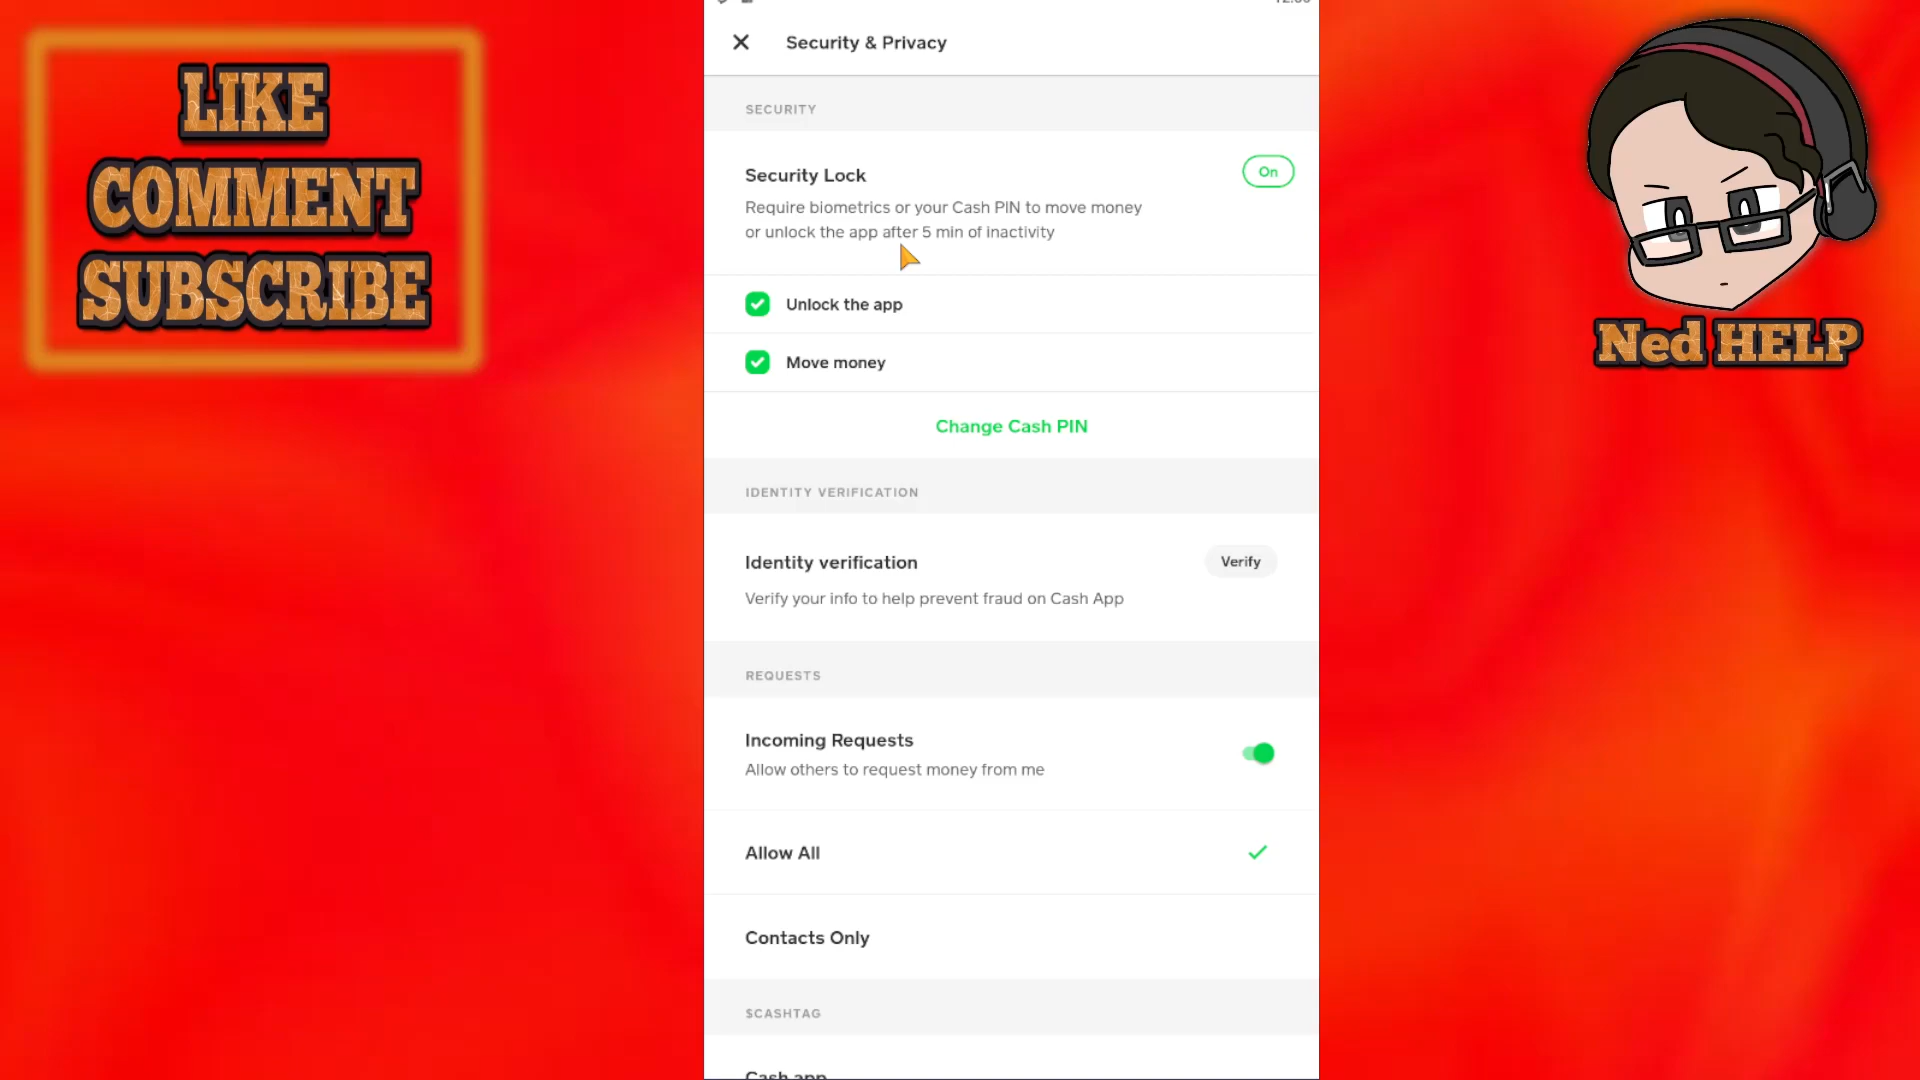 LIKE
COMMENT
SUBSCRIBE
Security & Privacy
SECURITY
Security Lock
On
Require biometrics or your Cash PIN to move money
or unlock the app after 5 min of inactivity
Unlock the app
Move money
Change Cash PIN
IDENTITY VERIFICATION
Identity verification
Verify
Verify your info to help prevent fraud on Cash App
REQUESTS
Incoming Requests
Allow others to request money from me
Allow All
Contacts Only
$CASHTAG
Cash app
Ned HELP